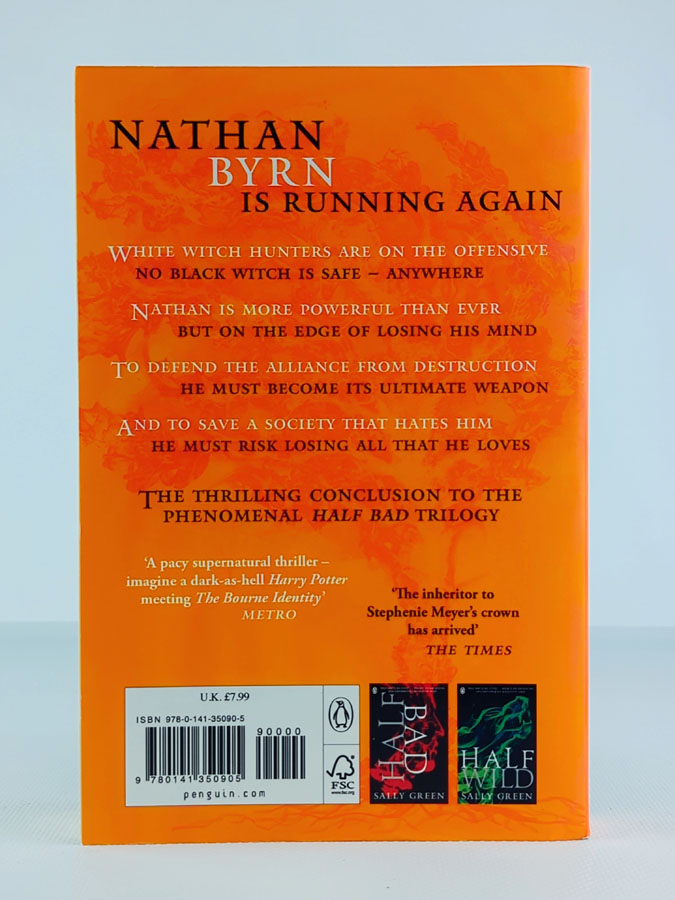 NATHAN
BYRN
IS RUNNING AGAIN
WHITE WITCH HUNTERS ARE ON THE OFFENSIVE
NO BLACK WITCH IS SAFE – ANYWHERE
NATHAN IS MORE POWERFUL THAN EVER
BUT ON THE EDGE OF LOSING HIS MIND
TO DEFEND THE ALLIANCE FROM DESTRUCTION
HE MUST BECOME ITS ULTIMATE WEAPON
AND TO SAVE A SOCIETY THAT HATES HIM
HE MUST RISK LOSING ALL THAT HE LOVES
THE THRILLING CONCLUSION TO THE
PHENOMENAL HALF BAD TRILOGY
‘A pacy supernatural thriller –
imagine a dark-as-hell Harry Potter
meeting The Bourne Identity’
METRO
‘The inheritor to
Stephenie Meyer’s crown
has arrived’
THE TIMES
U.K. £7.99
ISBN 978-0-141-35090-5
90000
9 780141 350905
penguin.com
FSC
www.fsc.org
HALF
BAD
SALLY GREEN
HALF
WILD
SALLY GREEN